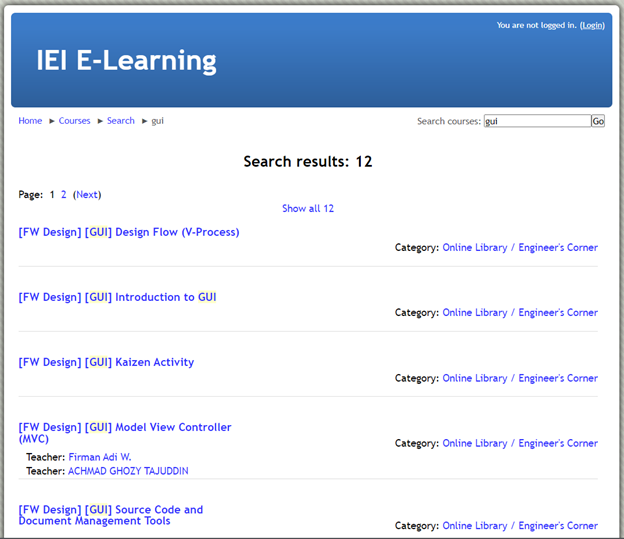 You are not logged in. (Login)
IEI E-Learning
Home ► Courses ► Search ► gui
Search courses: gui Go
Search results: 12
Page: 1 2 (Next)
Show all 12
[FW Design] [GUI] Design Flow (V-Process)
Category: Online Library / Engineer's Corner
[FW Design] [GUI] Introduction to GUI
Category: Online Library / Engineer's Corner
[FW Design] [GUI] Kaizen Activity
Category: Online Library / Engineer's Corner
[FW Design] [GUI] Model View Controller
(MVC)
Category: Online Library / Engineer's Corner
Teacher: Firman Adi W.
Teacher: ACHMAD GHOZY TAJUDDIN
[FW Design] [GUI] Source Code and
Document Management Tools
Category: Online Library / Engineer's Corner